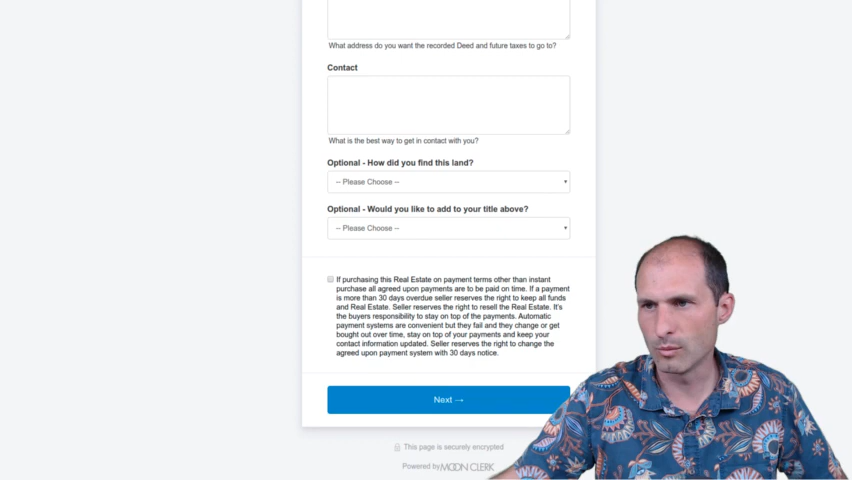 What address do you want the recorded Deed and future taxes to go to?
Contact
What is the best way to get in contact with you?
Optional - How did you find this land?
-- Please Choose --
Optional - Would you like to add to your title above?
-- Please Choose --
If purchasing this Real Estate on payment terms other than instant
purchase all agreed upon payments are to be paid on time. If a payment
is more than 30 days overdue seller reserves the right to keep all funds
and Real Estate. Seller reserves the right to resell the Real Estate. It's
the buyers responsibility to stay on top of the payments. Automatic
payment systems are convenient but they fail and they change or get
bought out over time, stay on top of your payments and keep your
contact information updated. Seller reserves the right to change the
agreed upon payment system with 30 days notice.
Next →
This page is securely encrypted
Powered by MOON CLERK